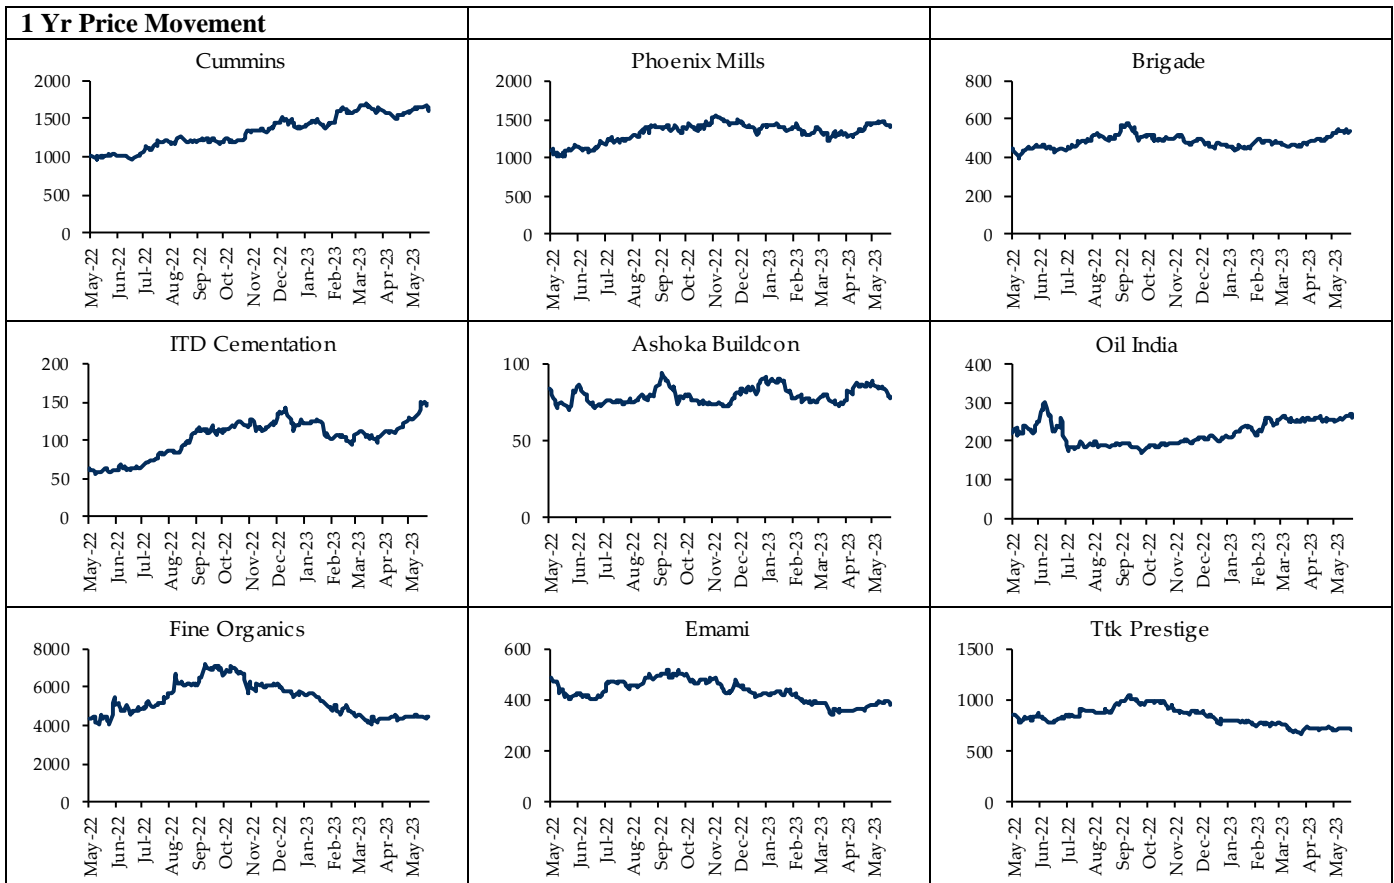 1 Yr Price Movement
Cummins
2000
1500
1000
500
0
May-22
Jun-22
Jul-22
Aug-22
Sep-22
Oct-22
Nov-22
Dec-22
Jan-23
Feb-23
Mar-23
Apr-23
May-23
Phoenix Mills
2000
1500
1000
500
0
May-22
Jun-22
Jul-22
Aug-22
Sep-22
Oct-22
Nov-22
Dec-22
Jan-23
Feb-23
Mar-23
Apr-23
May-23
Brigade
800
600
400
200
0
May-22
Jun-22
Jul-22
Aug-22
Sep-22
Oct-22
Nov-22
Dec-22
Jan-23
Feb-23
Mar-23
Apr-23
May-23
ITD Cementation
200
150
100
50
0
May-22
Jun-22
Jul-22
Aug-22
Sep-22
Oct-22
Nov-22
Dec-22
Jan-23
Feb-23
Mar-23
Apr-23
May-23
Ashoka Buildcon
100
50
0
May-22
Jun-22
Jul-22
Aug-22
Sep-22
Oct-22
Nov-22
Dec-22
Jan-23
Feb-23
Mar-23
Apr-23
May-23
Oil India
400
300
200
100
0
May-22
Jun-22
Jul-22
Aug-22
Sep-22
Oct-22
Nov-22
Dec-22
Jan-23
Feb-23
Mar-23
Apr-23
May-23
Fine Organics
8000
6000
4000
2000
0
May-22
Jun-22
Jul-22
Aug-22
Sep-22
Oct-22
Nov-22
Dec-22
Jan-23
Feb-23
Mar-23
Apr-23
May-23
Emami
600
400
200
0
May-22
Jun-22
Jul-22
Aug-22
Sep-22
Oct-22
Nov-22
Dec-22
Jan-23
Feb-23
Mar-23
Apr-23
May-23
Ttk Prestige
1500
1000
500
0
May-22
Jun-22
Jul-22
Aug-22
Sep-22
Oct-22
Nov-22
Dec-22
Jan-23
Feb-23
Mar-23
Apr-23
May-23